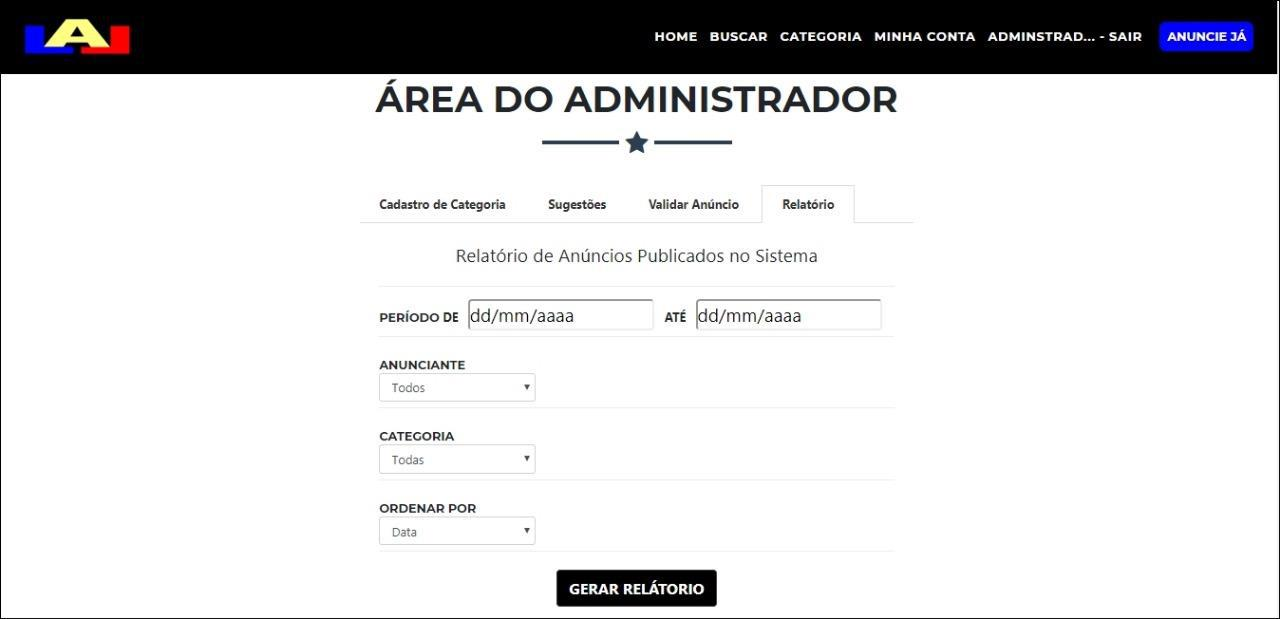 LAL
HOME BUSCAR CATEGORIA MINHA CONTA ADMINSTRAD... - SAIR ANUNCIE JÁ
ÁREA DO ADMINISTRADOR
Cadastro de Categoria Sugestões Validar Anúncio Relatório
Relatório de Anúncios Publicados no Sistema
PERÍODO DE dd/mm/aaaa ATÉ dd/mm/aaaa
ANUNCIANTE
Todos
CATEGORIA
Todas
ORDENAR POR
Data
GERAR RELÁTORIO